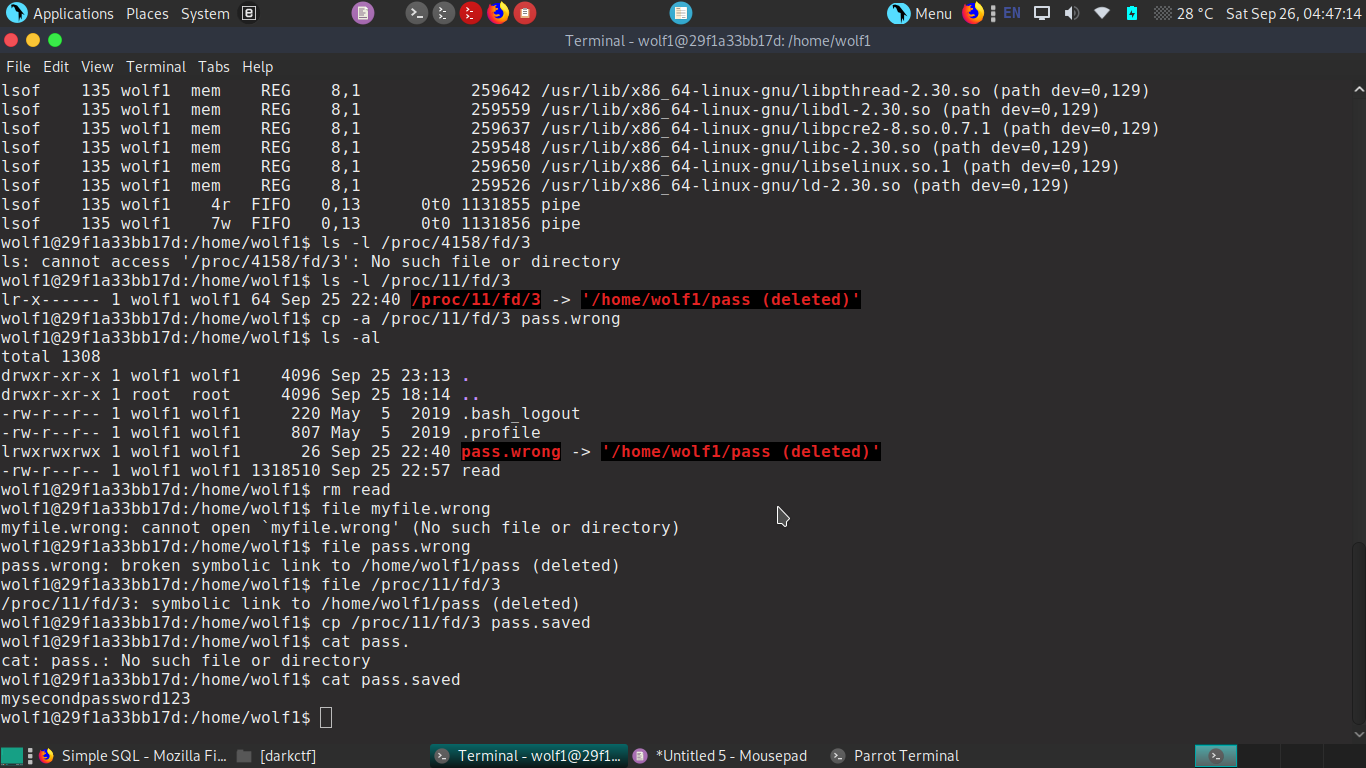 Applications Places System EN Menu 28 °C Sat Sep 26, 04:47:14
Terminal - wolf1@29f1a33bb17d: /home/wolf1
File Edit View Terminal Tabs Help
lsof    135 wolf1  mem    REG    8,1           259642 /usr/lib/x86_64-linux-gnu/libpthread-2.30.so (path dev=0,129)
lsof    135 wolf1  mem    REG    8,1           259559 /usr/lib/x86_64-linux-gnu/libdl-2.30.so (path dev=0,129)
lsof    135 wolf1  mem    REG    8,1           259637 /usr/lib/x86_64-linux-gnu/libpcre2-8.so.0.7.1 (path dev=0,129)
lsof    135 wolf1  mem    REG    8,1           259548 /usr/lib/x86_64-linux-gnu/libc-2.30.so (path dev=0,129)
lsof    135 wolf1  mem    REG    8,1           259650 /usr/lib/x86_64-linux-gnu/libselinux.so.1 (path dev=0,129)
lsof    135 wolf1  mem    REG    8,1           259526 /usr/lib/x86_64-linux-gnu/ld-2.30.so (path dev=0,129)
lsof    135 wolf1    4r  FIFO   0,13      0t0 1131855 pipe
lsof    135 wolf1    7w  FIFO   0,13      0t0 1131856 pipe
wolf1@29f1a33bb17d:/home/wolf1$ ls -l /proc/4158/fd/3
ls: cannot access '/proc/4158/fd/3': No such file or directory
wolf1@29f1a33bb17d:/home/wolf1$ ls -l /proc/11/fd/3
lr-x------ 1 wolf1 wolf1 64 Sep 25 22:40 /proc/11/fd/3 -> '/home/wolf1/pass (deleted)'
wolf1@29f1a33bb17d:/home/wolf1$ cp -a /proc/11/fd/3 pass.wrong
wolf1@29f1a33bb17d:/home/wolf1$ ls -al
total 1308
drwxr-xr-x 1 wolf1 wolf1    4096 Sep 25 23:13 .
drwxr-xr-x 1 root  root     4096 Sep 25 18:14 ..
-rw-r--r-- 1 wolf1 wolf1     220 May  5  2019 .bash_logout
-rw-r--r-- 1 wolf1 wolf1     807 May  5  2019 .profile
lrwxrwxrwx 1 wolf1 wolf1      26 Sep 25 22:40 pass.wrong -> '/home/wolf1/pass (deleted)'
-rw-r--r-- 1 wolf1 wolf1 1318510 Sep 25 22:57 read
wolf1@29f1a33bb17d:/home/wolf1$ rm read
wolf1@29f1a33bb17d:/home/wolf1$ file myfile.wrong
myfile.wrong: cannot open `myfile.wrong' (No such file or directory)
wolf1@29f1a33bb17d:/home/wolf1$ file pass.wrong
pass.wrong: broken symbolic link to /home/wolf1/pass (deleted)
wolf1@29f1a33bb17d:/home/wolf1$ file /proc/11/fd/3
/proc/11/fd/3: symbolic link to /home/wolf1/pass (deleted)
wolf1@29f1a33bb17d:/home/wolf1$ cp /proc/11/fd/3 pass.saved
wolf1@29f1a33bb17d:/home/wolf1$ cat pass.
cat: pass.: No such file or directory
wolf1@29f1a33bb17d:/home/wolf1$ cat pass.saved
mysecondpassword123
wolf1@29f1a33bb17d:/home/wolf1$
Simple SQL - Mozilla Fi... [darkctf] Terminal - wolf1@29f1... *Untitled 5 - Mousepad Parrot Terminal